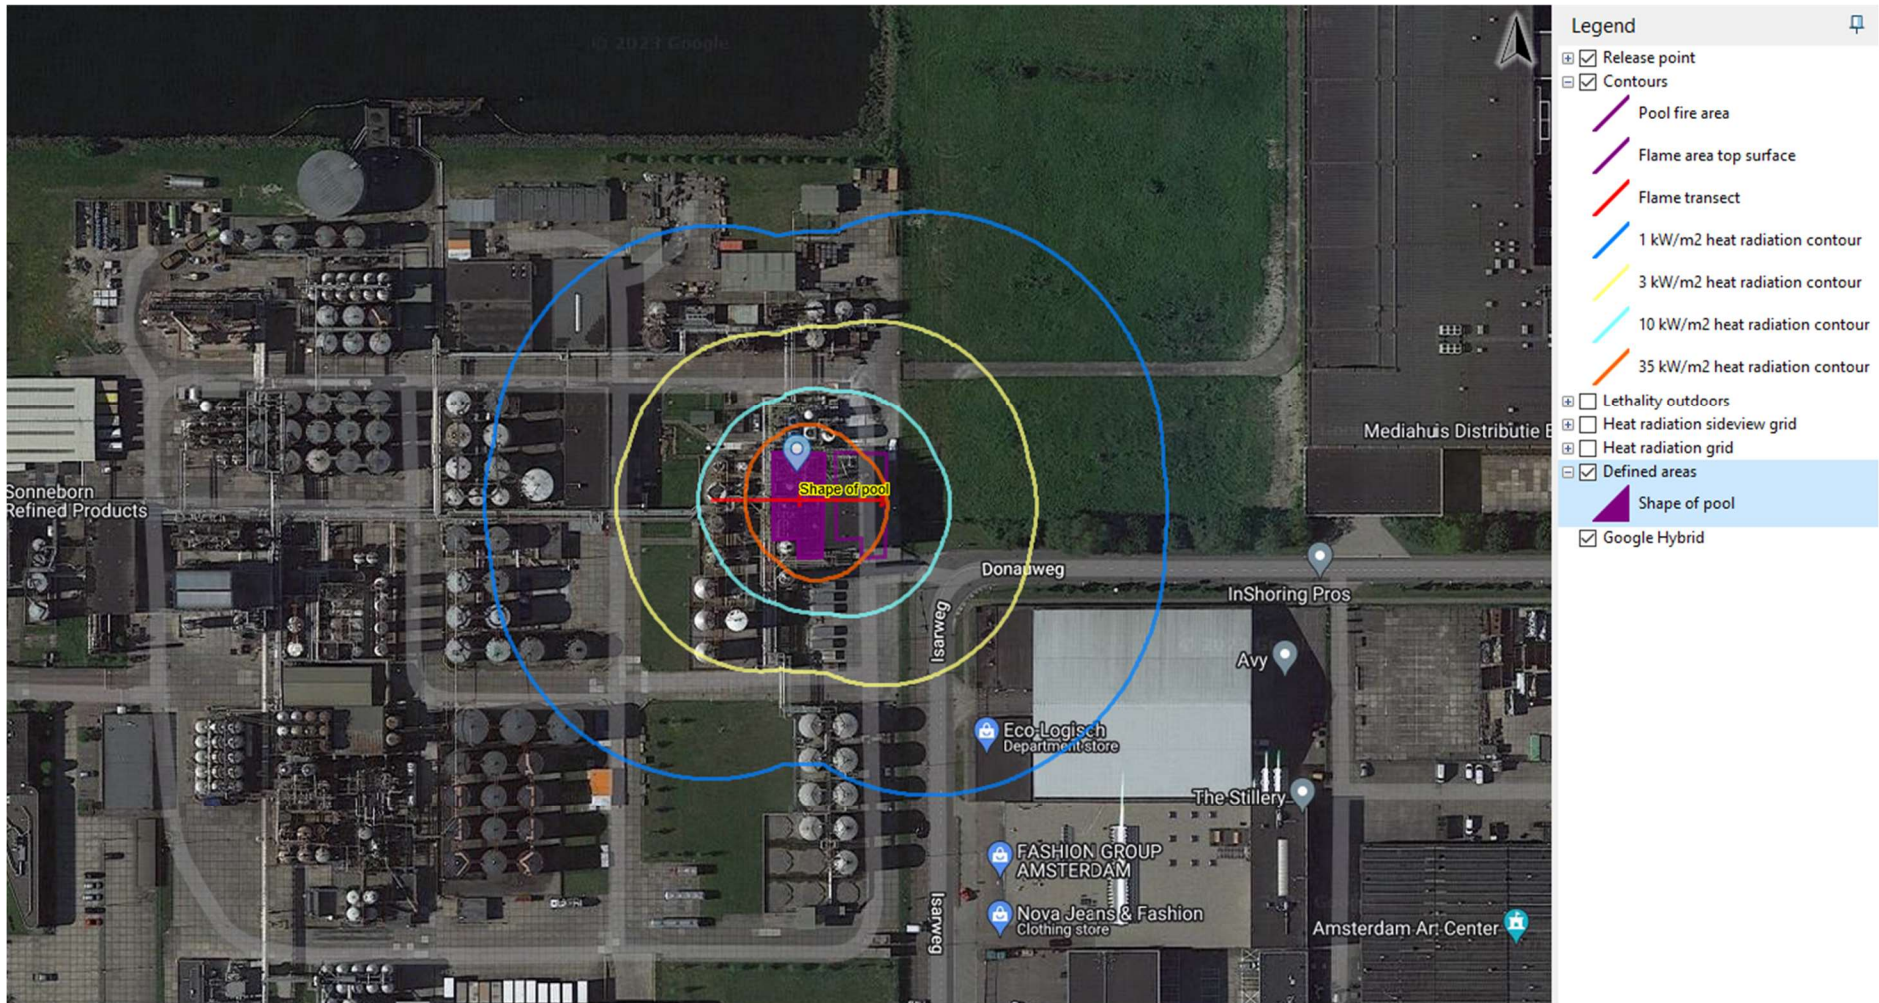 © 2023 Google
Mediahuis Distributie B
Sonneborn
Refined Products
Shape of pool
Donauweg
InShoring Pros
Isarweg
Avy
Eco-Logisch
Department store
The Stillery
FASHION GROUP
AMSTERDAM
Nova Jeans & Fashion
Clothing store
Isarweg
Amsterdam Art Center
Legend
Release point
Contours
Pool fire area
Flame area top surface
Flame transect
1 kW/m2 heat radiation contour
3 kW/m2 heat radiation contour
10 kW/m2 heat radiation contour
35 kW/m2 heat radiation contour
Lethality outdoors
Heat radiation sideview grid
Heat radiation grid
Defined areas
Shape of pool
Google Hybrid